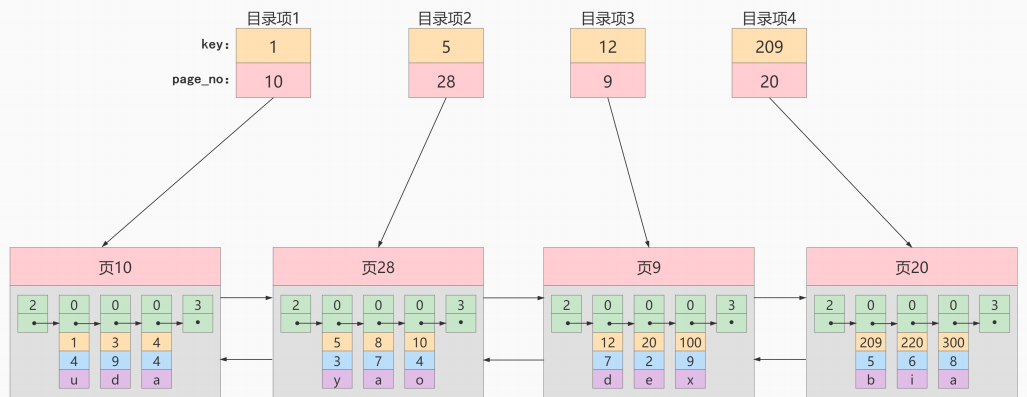 目录项1 目录项2 目录项3 目录项4
key: 1 5 12 209
page_no: 10 28 9 20
页10 页28 页9 页20
2 0 0 0 3 2 0 0 0 3 2 0 0 0 3 2 0 0 0 3
1 3 4 5 8 10 12 20 100 209 220 300
4 9 4 3 7 4 7 2 9 5 6 8
u d a y a o d e x b i a